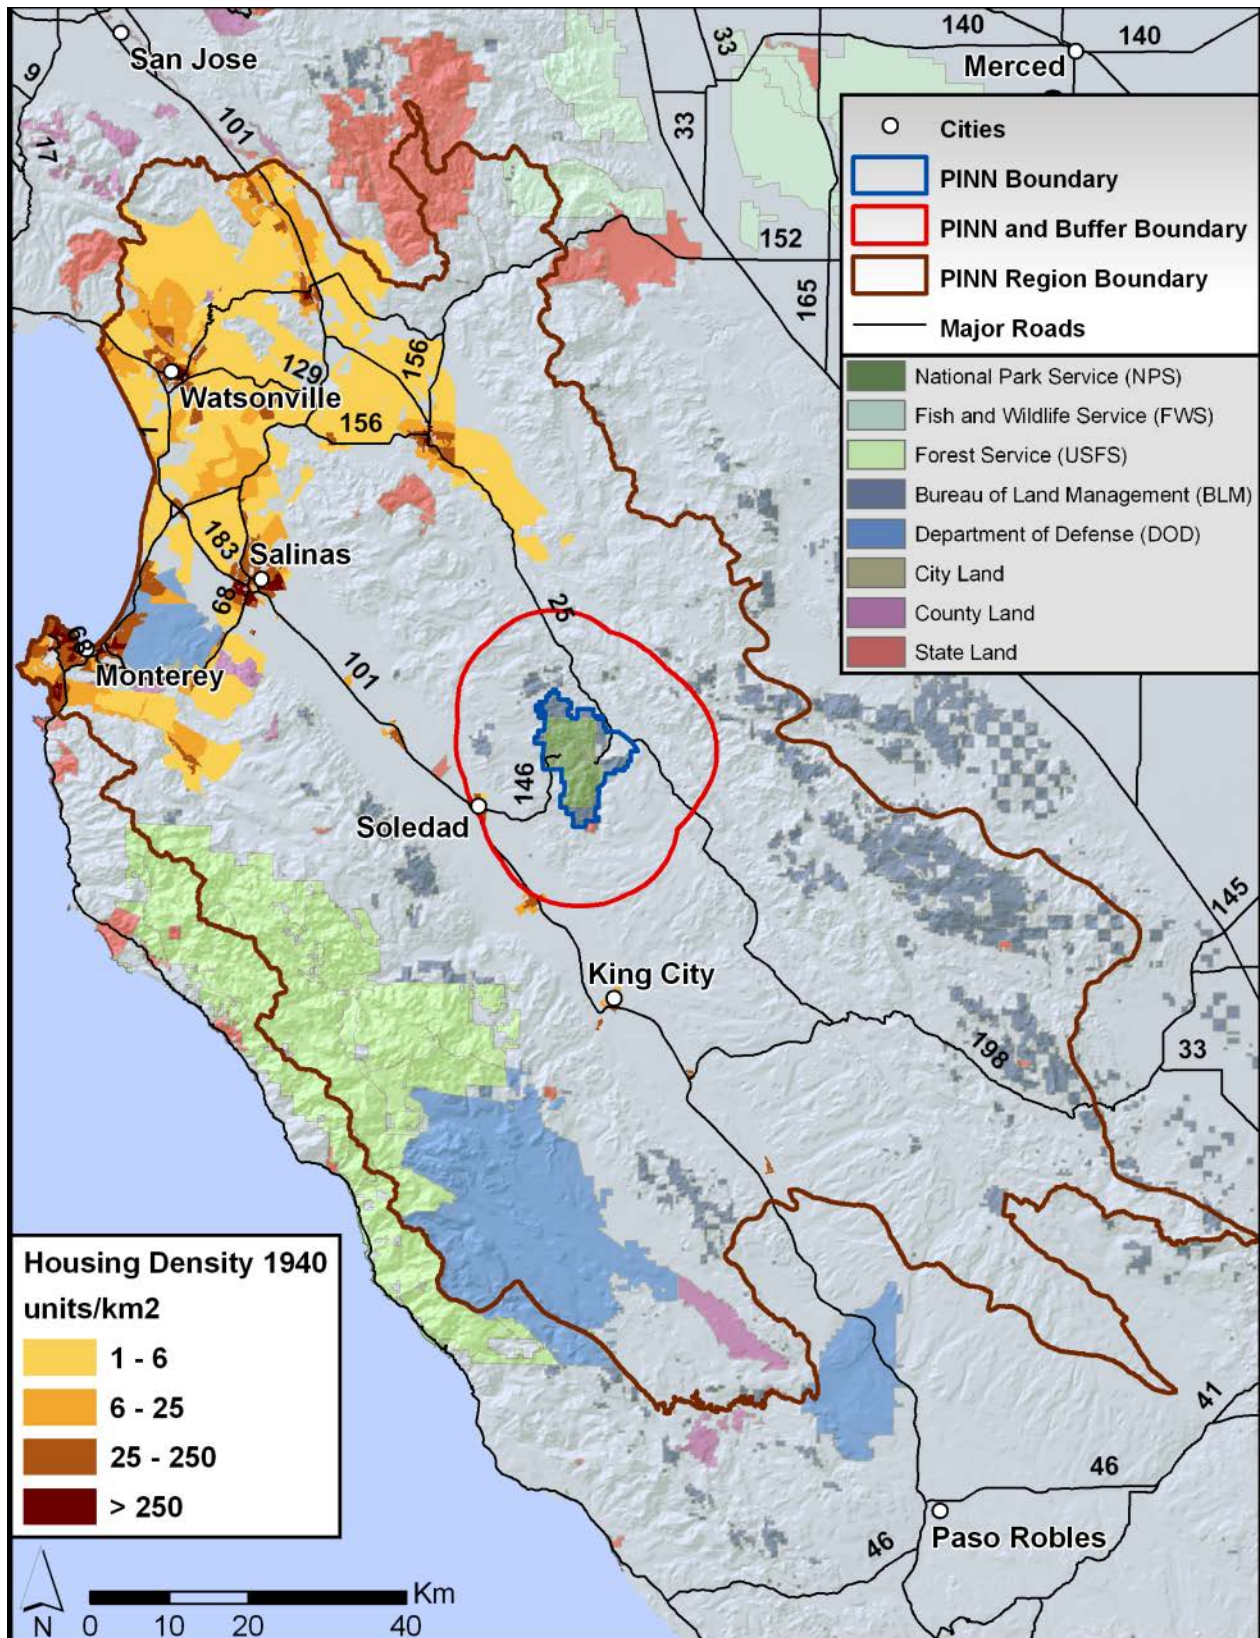 San Jose
140
140
33
Merced
9
101
33
17
Cities
PINN Boundary
PINN and Buffer Boundary
PINN Region Boundary
Major Roads
152
165
National Park Service (NPS)
Fish and Wildlife Service (FWS)
Forest Service (USFS)
Bureau of Land Management (BLM)
Department of Defense (DOD)
City Land
County Land
State Land
156
129
Watsonville
156
1
183
Salinas
68
25
68
Monterey
101
146
Soledad
145
King City
198
33
Housing Density 1940
units/km2
1 - 6
6 - 25
25 - 250
> 250
41
46
46
Paso Robles
Km
N
0 10 20 40